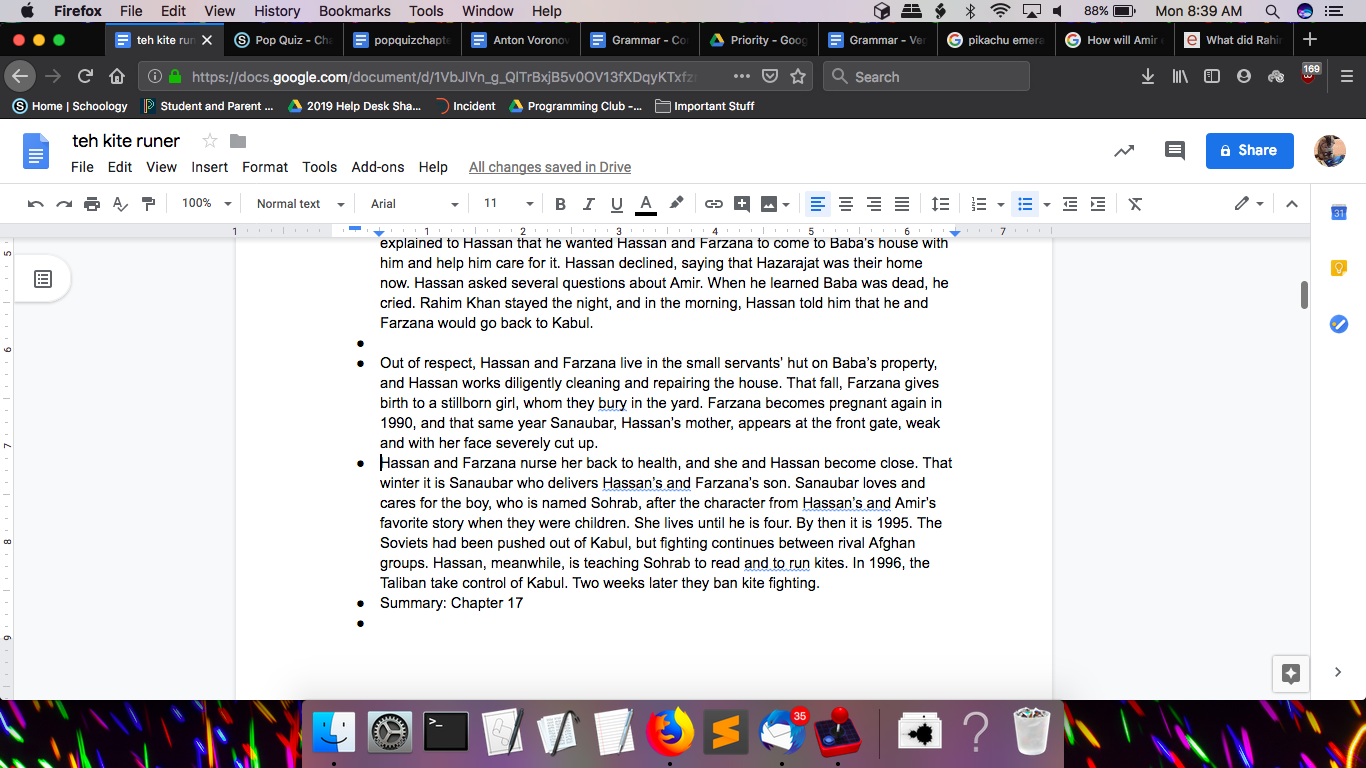 Firefox File Edit View History Bookmarks Tools Window Help 88% Mon 8:39 AM
teh kite run Pop Quiz - Cha popquizchapte Anton Voronov Grammar - Co Priority - Goog Grammar - Ver pikachu emera How will Amir What did Rahir
https://docs.google.com/document/d/1VbJlVn_g_QlTrBxjB5v0OV13fXDqyKTxfz Search 169
Home | Schoology Student and Parent ... 2019 Help Desk Sha... Incident Programming Club -... Important Stuff
teh kite runer
File Edit View Insert Format Tools Add-ons Help All changes saved in Drive
Share
100% Normal text Arial 11 B I U A
1 1 2 3 4 5 6 7
explained to Hassan that he wanted Hassan and Farzana to come to Baba's house with
him and help him care for it. Hassan declined, saying that Hazarajat was their home
now. Hassan asked several questions about Amir. When he learned Baba was dead, he
cried. Rahim Khan stayed the night, and in the morning, Hassan told him that he and
Farzana would go back to Kabul.
Out of respect, Hassan and Farzana live in the small servants' hut on Baba's property,
and Hassan works diligently cleaning and repairing the house. That fall, Farzana gives
birth to a stillborn girl, whom they bury in the yard. Farzana becomes pregnant again in
1990, and that same year Sanaubar, Hassan's mother, appears at the front gate, weak
and with her face severely cut up.
Hassan and Farzana nurse her back to health, and she and Hassan become close. That
winter it is Sanaubar who delivers Hassan's and Farzana's son. Sanaubar loves and
cares for the boy, who is named Sohrab, after the character from Hassan's and Amir's
favorite story when they were children. She lives until he is four. By then it is 1995. The
Soviets had been pushed out of Kabul, but fighting continues between rival Afghan
groups. Hassan, meanwhile, is teaching Sohrab to read and to run kites. In 1996, the
Taliban take control of Kabul. Two weeks later they ban kite fighting.
Summary: Chapter 17
5
6
7
8
9
31
35